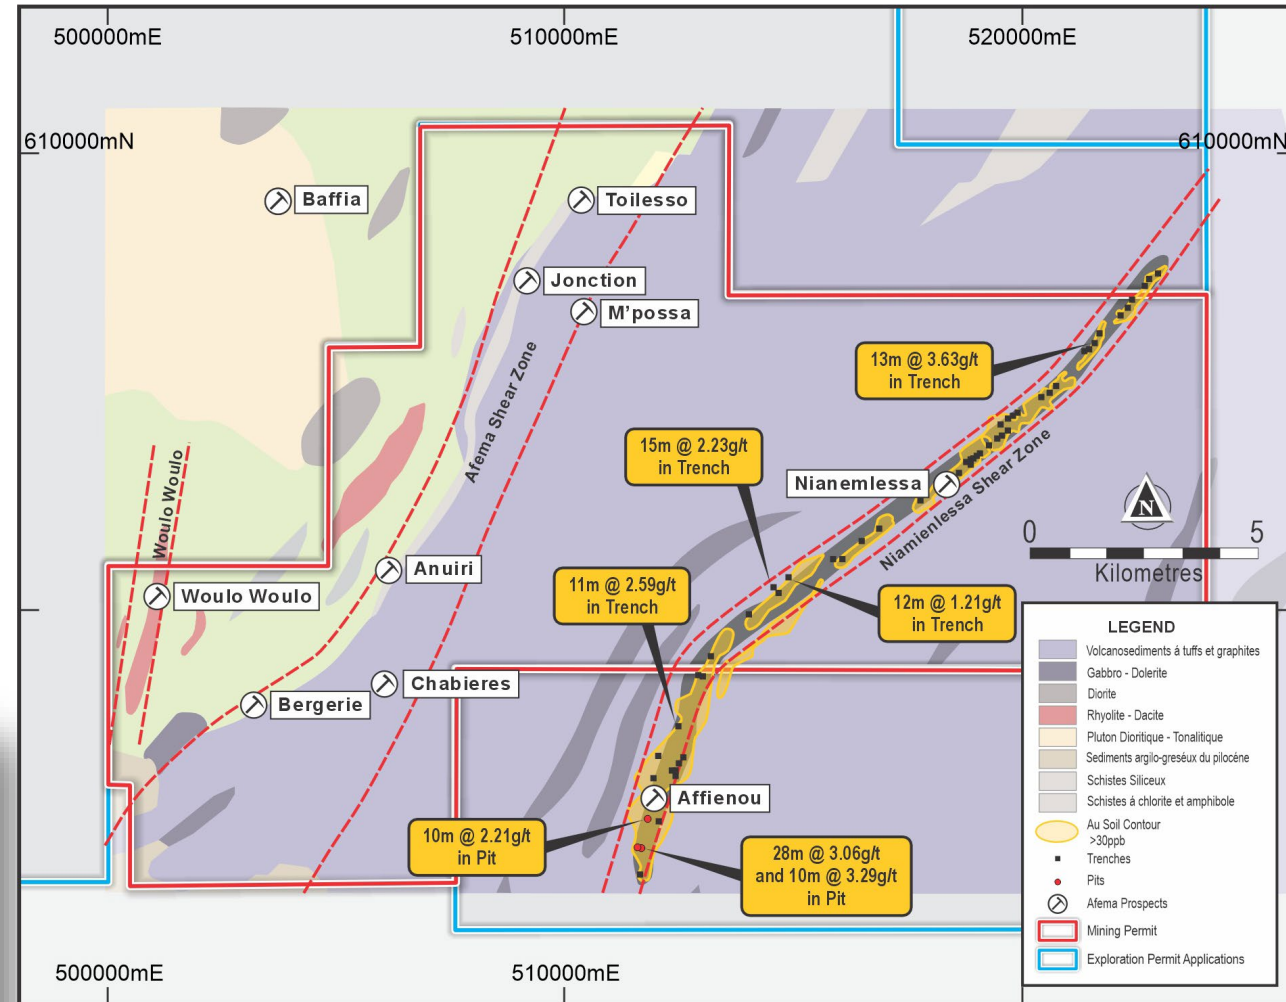 500000mE
510000mE
520000mE
610000mN
610000mN
Baffia
Toilesso
Jonction
M'possa
Afema Shear Zone
13m @ 3.63g/t
in Trench
15m @ 2.23g/t
in Trench
Nianemlessa
Niamienlessa Shear Zone
N
0
5
Kilometres
Woulo Woulo
Anuiri
Woulo Woulo
11m @ 2.59g/t
in Trench
12m @ 1.21g/t
in Trench
Chabieres
Bergerie
Affienou
10m @ 2.21g/t
in Pit
28m @ 3.06g/t
and 10m @ 3.29g/t
in Pit
LEGEND
Volcanosediments á tuffs et graphites
Gabbro - Dolerite
Diorite
Rhyolite - Dacite
Pluton Dioritique - Tonalitique
Sediments argilo-greséux du pilocéne
Schistes Siliceux
Schistes á chlorite et amphibole
Au Soil Contour
>30ppb
Trenches
Pits
Afema Prospects
Mining Permit
Exploration Permit Applications
500000mE
510000mE